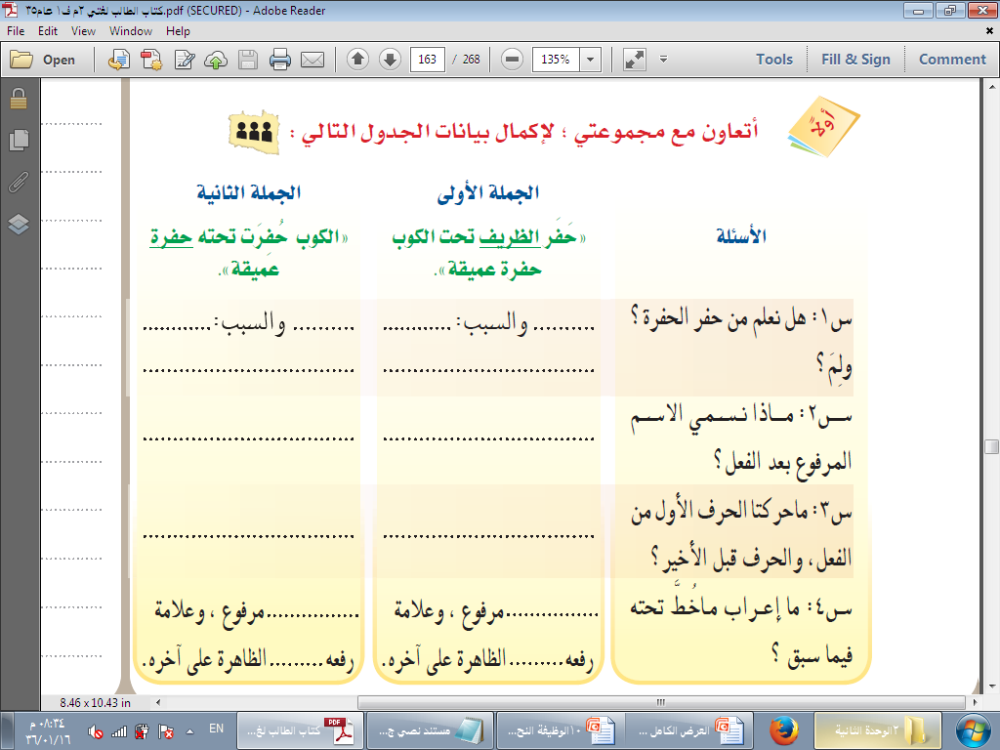 كتاب الطالب لغتي ٢م ف١ عام٣٥.pdf (SECURED) - Adobe Reader
File Edit View Window Help
Open 163 / 268 135% Tools Fill & Sign Comment
أولًا
أتعاون مع مجموعتي ؛ لإكمال بيانات الجدول التالي :
الأسئلة
الجملة الأولى
«حَفَر الظريف تحت الكوب
حفرة عميقة».
الجملة الثانية
«الكوب حُفِرَت تحته حفرة
عميقة».
س١: هل نعلم من حفر الحفرة؟
ولِمَ؟
......... والسبب: ...........
...................................
......... والسبب: ...........
...................................
س٢: ماذا نسمي الاسم
المرفوع بعد الفعل؟
...................................
...................................
س٣: ماحركتا الحرف الأول من
الفعل، والحرف قبل الأخير؟
...................................
...................................
س٤: ما إعراب ماخُطَّ تحته
فيما سبق ؟
...............مرفوع ، وعلامة
رفعه.........الظاهرة على آخره.
...............مرفوع ، وعلامة
رفعه.........الظاهرة على آخره.
8.46 x 10.43 in
٢الوحدة الثانية
العرض الكامل ...
١٠الوظيفة النح...
مستند نصي ج...
كتاب الطالب لغ...
PDF
EN
٠٨:٣٤ م
٣٦/٠١/١٦